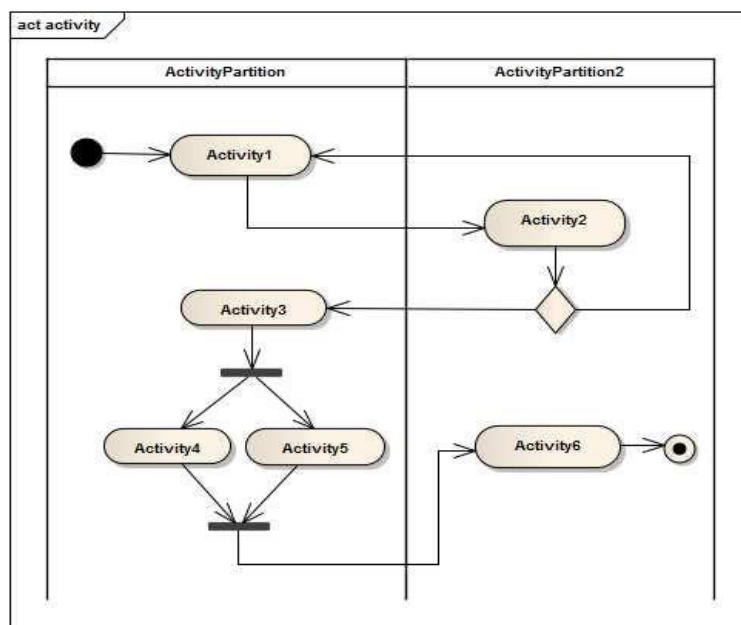 act activity
ActivityPartition
ActivityPartition2
Activity1
Activity2
Activity3
Activity4
Activity5
Activity6